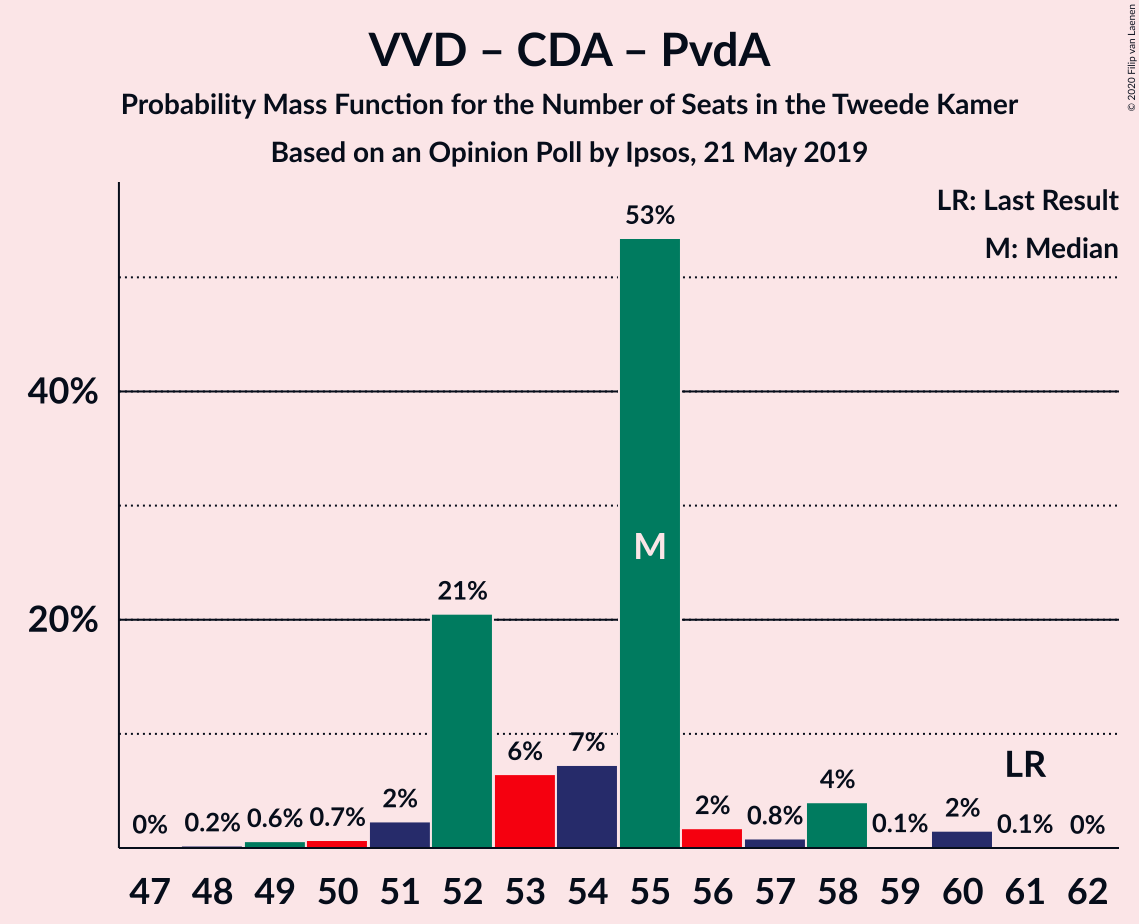 VVD – CDA – PvdA
Probability Mass Function for the Number of Seats in the Tweede Kamer
Based on an Opinion Poll by Ipsos, 21 May 2019
© 2020 Filip van Laenen
LR: Last Result
M: Median
53%
40%
M
21%
20%
7%
6%
LR
4%
2%
2%
2%
0.8%
0.7%
0.6%
0.2%
0%
0.1%
0.1%
0%
47 48 49 50 51 52 53 54 55 56 57 58 59 60 61 62